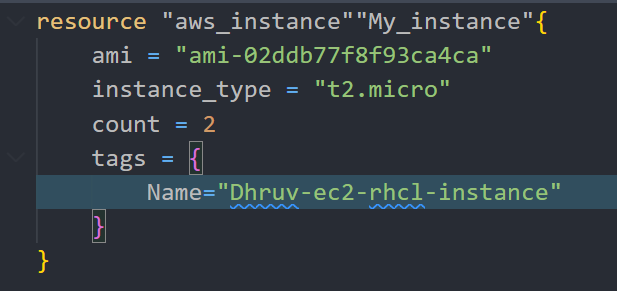 resource "aws_instance""My_instance"{
ami = "ami-02ddb77f8f93ca4ca"
instance_type = "t2.micro"
count = 2
tags = {
Name="Dhruv-ec2-rhcl-instance"
}
}